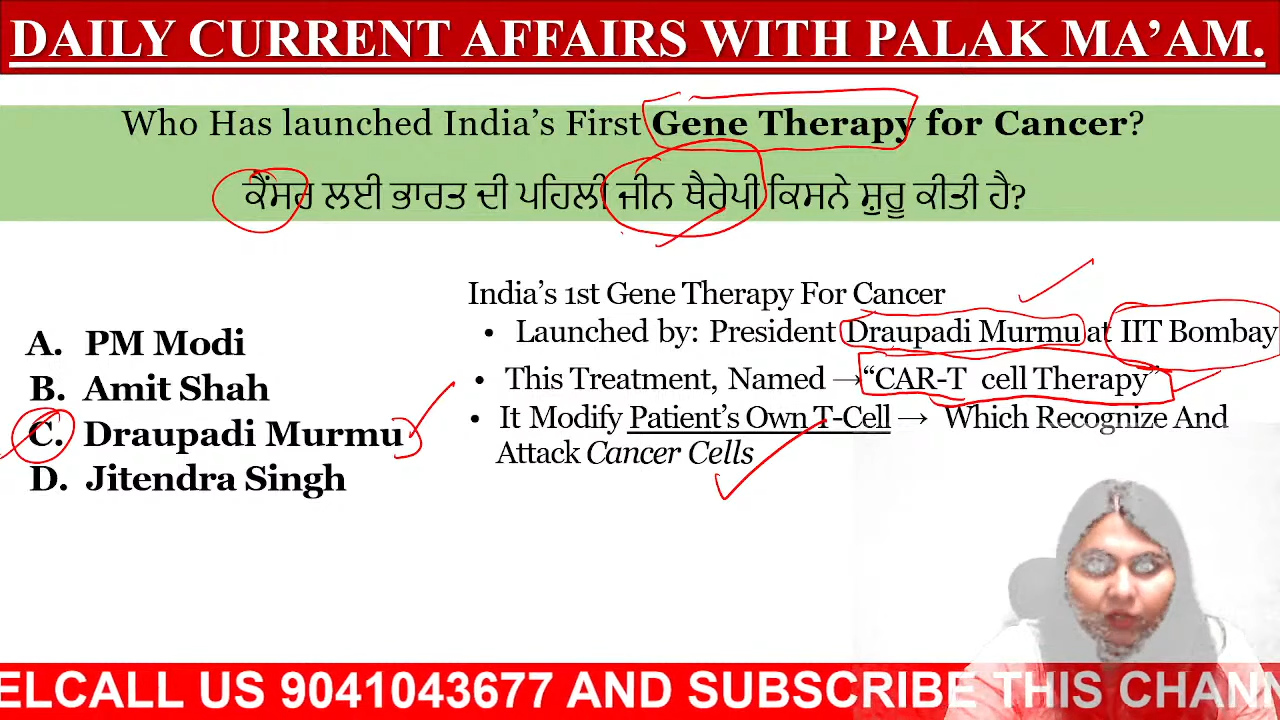 DAILY CURRENT AFFAIRS WITH PALAK MA’AM.
Who Has launched India’s First Gene Therapy for Cancer?
ਕੈਂਸਰ ਲਈ ਭਾਰਤ ਦੀ ਪਹਿਲੀ ਜੀਨ ਥੈਰੇਪੀ ਕਿਸਨੇ ਸ਼ੁਰੂ ਕੀਤੀ ਹੈ?
A. PM Modi
B. Amit Shah
C. Draupadi Murmu
D. Jitendra Singh
India’s 1st Gene Therapy For Cancer
• Launched by: President Draupadi Murmu at IIT Bombay
• This Treatment, Named →“CAR-T cell Therapy”
• It Modify Patient’s Own T-Cell → Which Recognize And
Attack Cancer Cells
ELCALL US 9041043677 AND SUBSCRIBE THIS CHANN